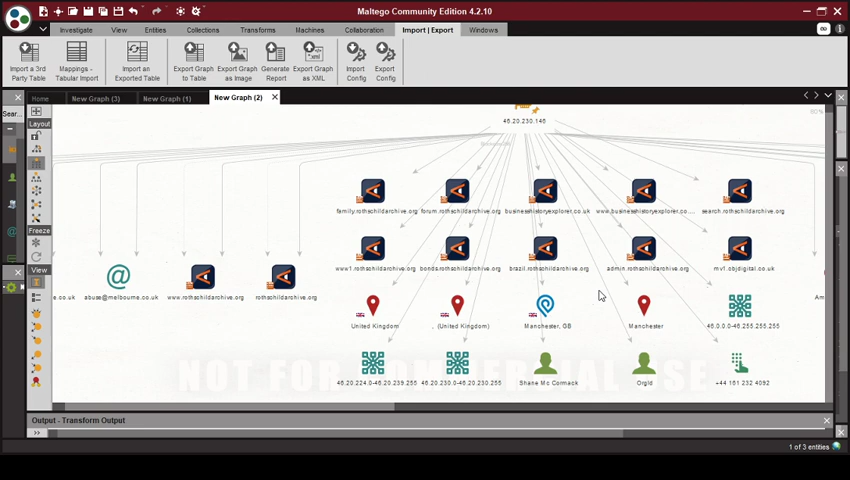 Maltego Community Edition 4.2.10
Investigate View Entities Collections Transforms Machines Collaboration Import | Export Windows
Import a 3rd Party Table
Mappings - Tabular Import
Import an Exported Table
Export Graph to Table
Export Graph as Image
Generate Report
Export Graph as XML
Import Config
Export Config
Home New Graph (3) New Graph (1) New Graph (2)
Sear...
Layout
Freeze
View
46.20.230.146
family.rothschildarchive.org forum.rothschildarchive.org businesshistoryexplorer.co.uk www.businesshistoryexplorer.co.... search.rothschildarchive.org
www1.rothschildarchive.org bonds.rothschildarchive.org brazil.rothschildarchive.org admin.rothschildarchive.org mv1.objdigital.co.uk
e.co.uk abuse@melbourne.co.uk www.rothschildarchive.org rothschildarchive.org Am
United Kingdom , (United Kingdom) Manchester, GB Manchester 46.0.0.0-46.255.255.255
46.20.224.0-46.20.239.255 46.20.230.0-46.20.230.255 Shane Mc Cormack OrgId +44 161 232 4092
NOT FOR COMMERCIAL USE
Output - Transform Output
1 of 3 entities